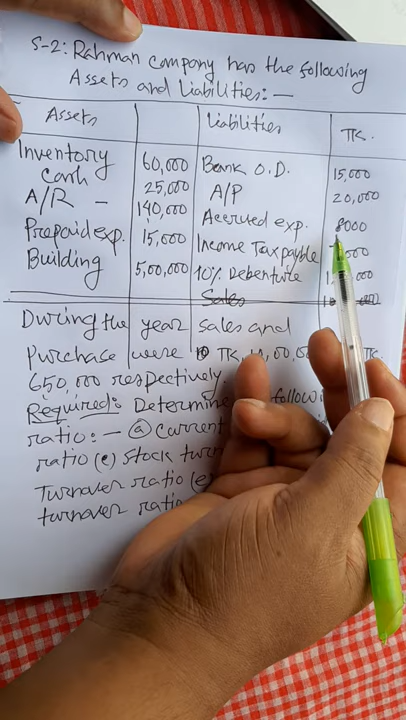 S-2: Rahman company has the following
Assets and Liabilities:—
Assets Liabilities TK.
Inventory 60,000 Bank O.D. 15,000
Cash 25,000 A/P 20,000
A/R - 140,000 Accrued exp. 8000
Prepaid exp. 15,000 Income Tax payable
Building 5,00,000 10% Debenture
Sales
During the year sales and
Purchase were TK.
650,000 respectively.
Required: Determine
ratio:— (a) Current
ratio (c) Stock
Turnover ratio (e)
turnover ratio